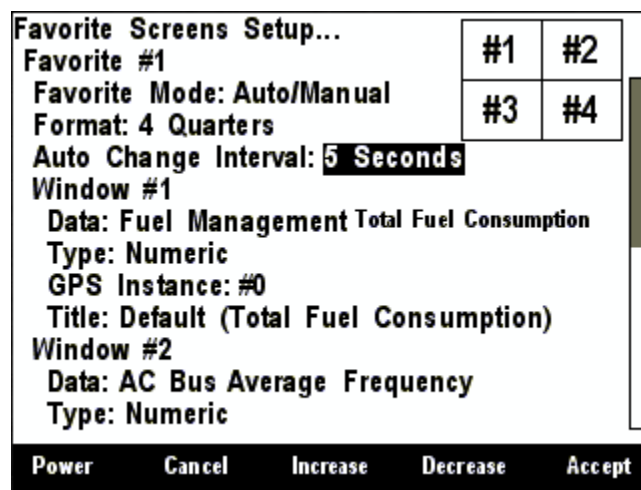 Favorite Screens Setup...
Favorite #1
Favorite Mode: Auto/Manual
Format: 4 Quarters
Auto Change Interval: 5 Seconds
Window #1
Data: Fuel Management Total Fuel Consumption
Type: Numeric
GPS Instance: #0
Title: Default (Total Fuel Consumption)
Window #2
Data: AC Bus Average Frequency
Type: Numeric
#1 #2
#3 #4
Power Cancel Increase Decrease Accept